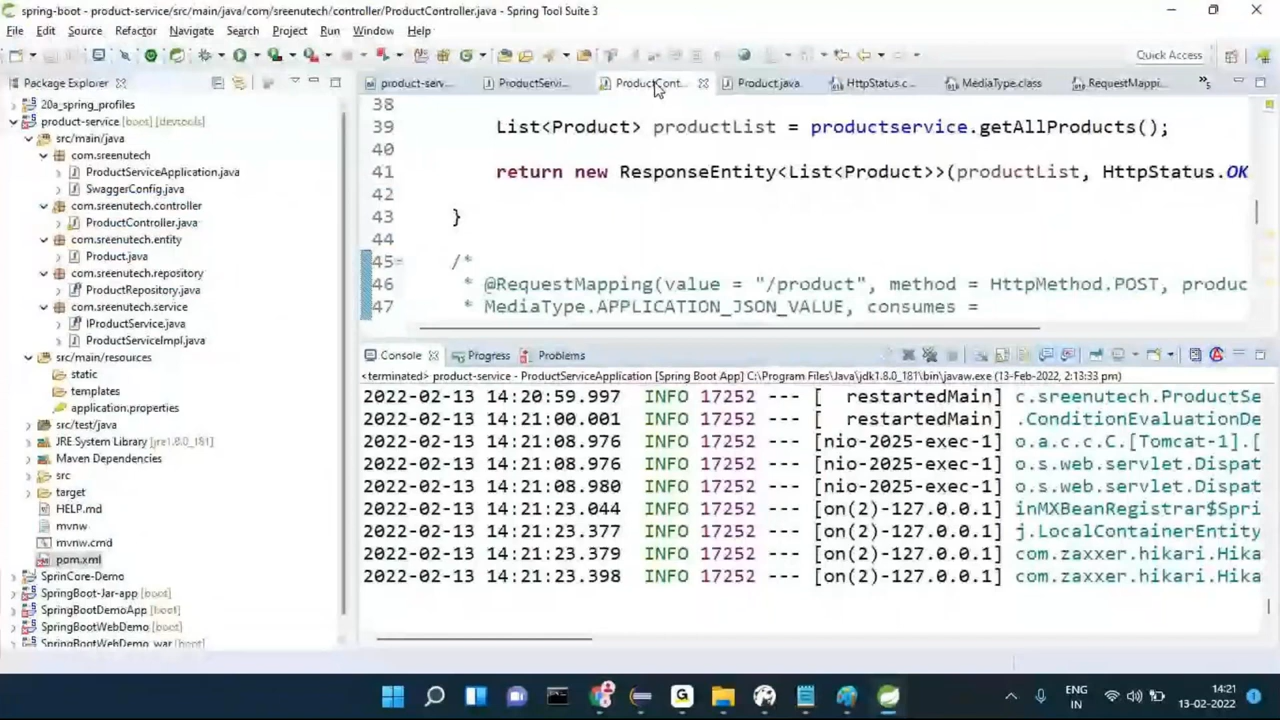 spring-boot - product-service/src/main/java/com/sreenutech/controller/ProductController.java - Spring Tool Suite 3
File Edit Source Refactor Navigate Search Project Run Window Help
Quick Access
Package Explorer
product-serv...
ProductServi...
ProductCont...
Product.java
HttpStatus.c...
MediaType.class
RequestMappi...
20a_spring_profiles
product-service [boot] [devtools]
src/main/java
com.sreenutech
ProductServiceApplication.java
SwaggerConfig.java
com.sreenutech.controller
ProductController.java
com.sreenutech.entity
Product.java
com.sreenutech.repository
ProductRepository.java
com.sreenutech.service
IProductService.java
ProductServiceImpl.java
src/main/resources
static
templates
application.properties
src/test/java
JRE System Library [jre1.8.0_181]
Maven Dependencies
src
target
HELP.md
mvnw
mvnw.cmd
pom.xml
SprinCore-Demo
SpringBoot-Jar-app [boot]
SpringBootDemoApp [boot]
SpringBootWebDemo [boot]
SpringBootWebDemo_war [boot]
38
39 List<Product> productList = productservice.getAllProducts();
40
41 return new ResponseEntity<List<Product>>(productList, HttpStatus.OK
42
43 }
44
45 /*
46 * @RequestMapping(value = "/product", method = HttpMethod.POST, produc
47 * MediaType.APPLICATION_JSON_VALUE, consumes =
Console Progress Problems
<terminated> product-service - ProductServiceApplication [Spring Boot App] C:\Program Files\Java\jdk1.8.0_181\bin\javaw.exe (13-Feb-2022, 2:13:33 pm)
2022-02-13 14:20:59.997 INFO 17252 --- [ restartedMain] c.sreenutech.ProductSe
2022-02-13 14:21:00.001 INFO 17252 --- [ restartedMain] .ConditionEvaluationDe
2022-02-13 14:21:08.976 INFO 17252 --- [nio-2025-exec-1] o.a.c.c.C.[Tomcat-1].[
2022-02-13 14:21:08.976 INFO 17252 --- [nio-2025-exec-1] o.s.web.servlet.Dispat
2022-02-13 14:21:08.980 INFO 17252 --- [nio-2025-exec-1] o.s.web.servlet.Dispat
2022-02-13 14:21:23.044 INFO 17252 --- [on(2)-127.0.0.1] inMXBeanRegistrar$Spri
2022-02-13 14:21:23.377 INFO 17252 --- [on(2)-127.0.0.1] j.LocalContainerEntity
2022-02-13 14:21:23.379 INFO 17252 --- [on(2)-127.0.0.1] com.zaxxer.hikari.Hika
2022-02-13 14:21:23.398 INFO 17252 --- [on(2)-127.0.0.1] com.zaxxer.hikari.Hika
ENG
IN
14:21
13-02-2022